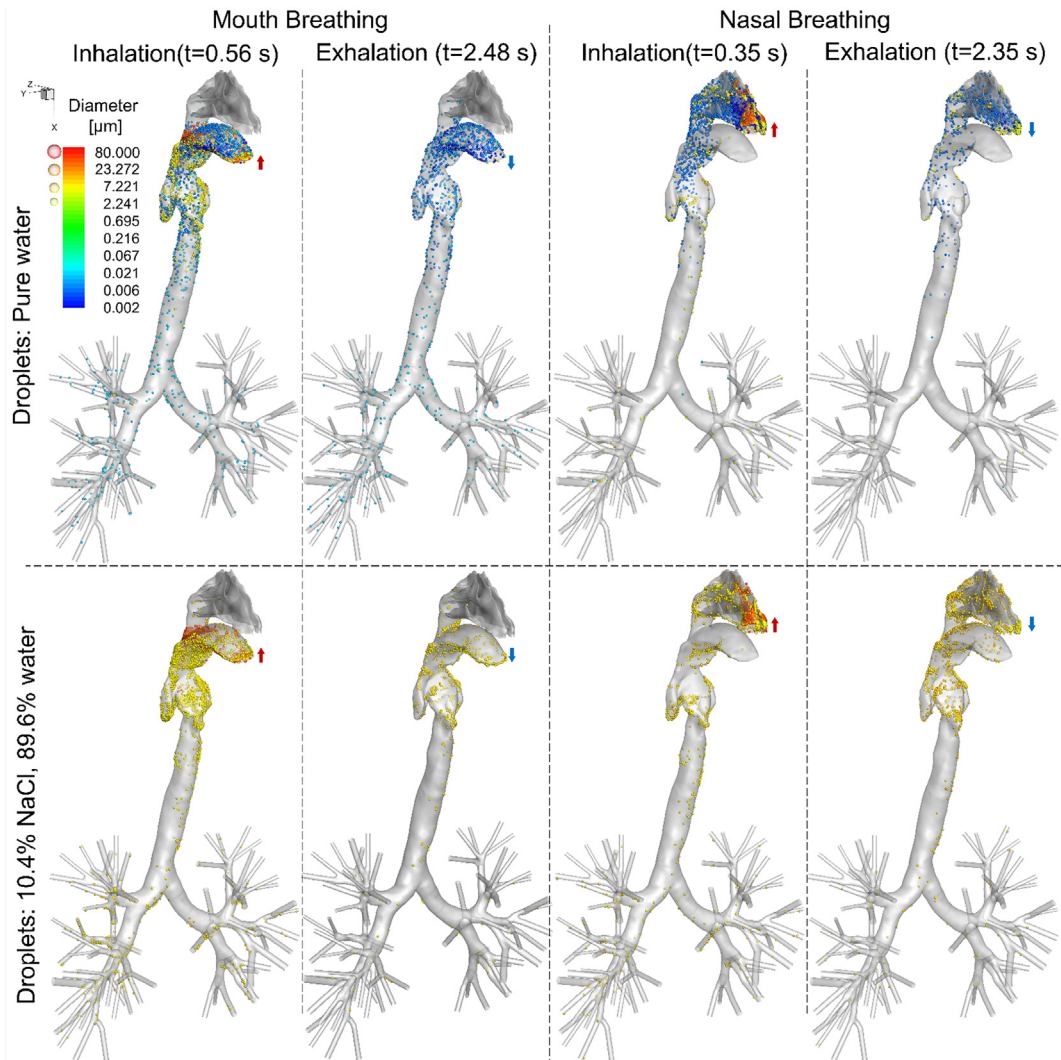 Mouth Breathing
Nasal Breathing
Inhalation(t=0.56 s)
Exhalation (t=2.48 s)
Inhalation(t=0.35 s)
Exhalation (t=2.35 s)
Z
Y
X
Diameter
[µm]
80.000
23.272
7.221
2.241
0.695
0.216
0.067
0.021
0.006
0.002
Droplets: Pure water
Droplets: 10.4% NaCl, 89.6% water